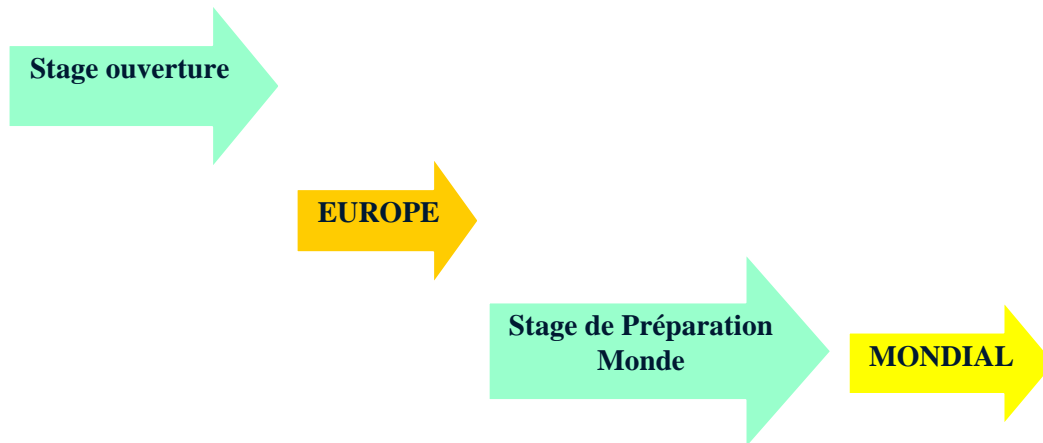 Stage ouverture
EUROPE
Stage de Préparation
Monde
MONDIAL